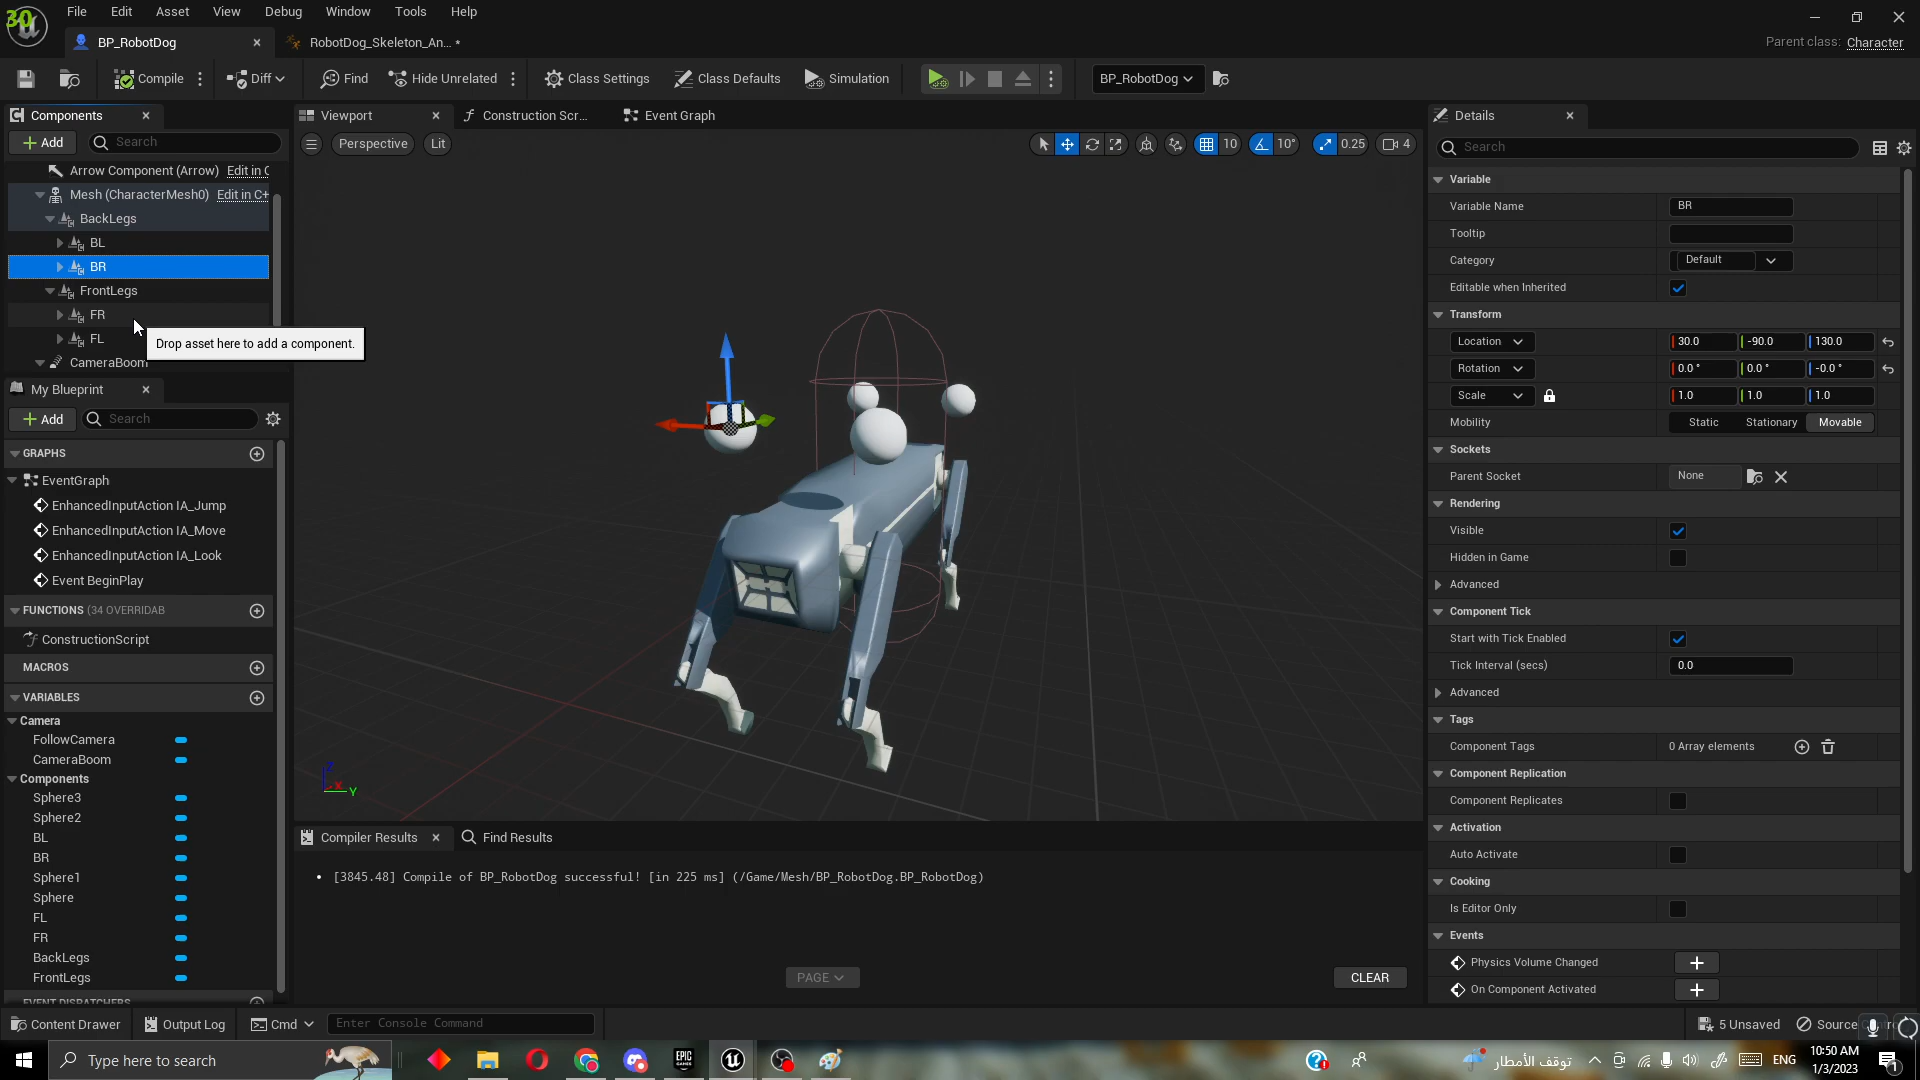 30
File Edit Asset View Debug Window Tools Help
BP_RobotDog
RobotDog_Skeleton_An... •
Parent class: Character
Compile
Diff
Find
Hide Unrelated
Class Settings
Class Defaults
Simulation
BP_RobotDog
Components
Add
Search
Arrow Component (Arrow) Edit in C
Mesh (CharacterMesh0) Edit in C+
BackLegs
BL
BR
FrontLegs
FR
FL
CameraBoom
Drop asset here to add a component.
My Blueprint
Add
Search
GRAPHS
EventGraph
EnhancedInputAction IA_Jump
EnhancedInputAction IA_Move
EnhancedInputAction IA_Look
Event BeginPlay
FUNCTIONS (34 OVERRIDAB
ConstructionScript
MACROS
VARIABLES
Camera
FollowCamera
CameraBoom
Components
Sphere3
Sphere2
BL
BR
Sphere1
Sphere
FL
FR
BackLegs
FrontLegs
EVENT DISPATCHERS
Viewport
Construction Scr...
Event Graph
Perspective
Lit
10
10°
0.25
4
Z
X
Y
Compiler Results
Find Results
• [3845.48] Compile of BP_RobotDog successful! [in 225 ms] (/Game/Mesh/BP_RobotDog.BP_RobotDog)
PAGE
CLEAR
Details
Search
Variable
Variable Name BR
Tooltip
Category Default
Editable when Inherited
Transform
Location 30.0 -90.0 130.0
Rotation 0.0 ° 0.0 ° -0.0 °
Scale 1.0 1.0 1.0
Mobility Static Stationary Movable
Sockets
Parent Socket None
Rendering
Visible
Hidden in Game
Advanced
Component Tick
Start with Tick Enabled
Tick Interval (secs) 0.0
Advanced
Tags
Component Tags 0 Array elements
Component Replication
Component Replicates
Activation
Auto Activate
Cooking
Is Editor Only
Events
Physics Volume Changed
On Component Activated
Content Drawer
Output Log
Cmd
Enter Console Command
5 Unsaved
Source
Type here to search
EPIC GAMES
توقف الأمطار
ENG
10:50 AM
1/3/2023
1